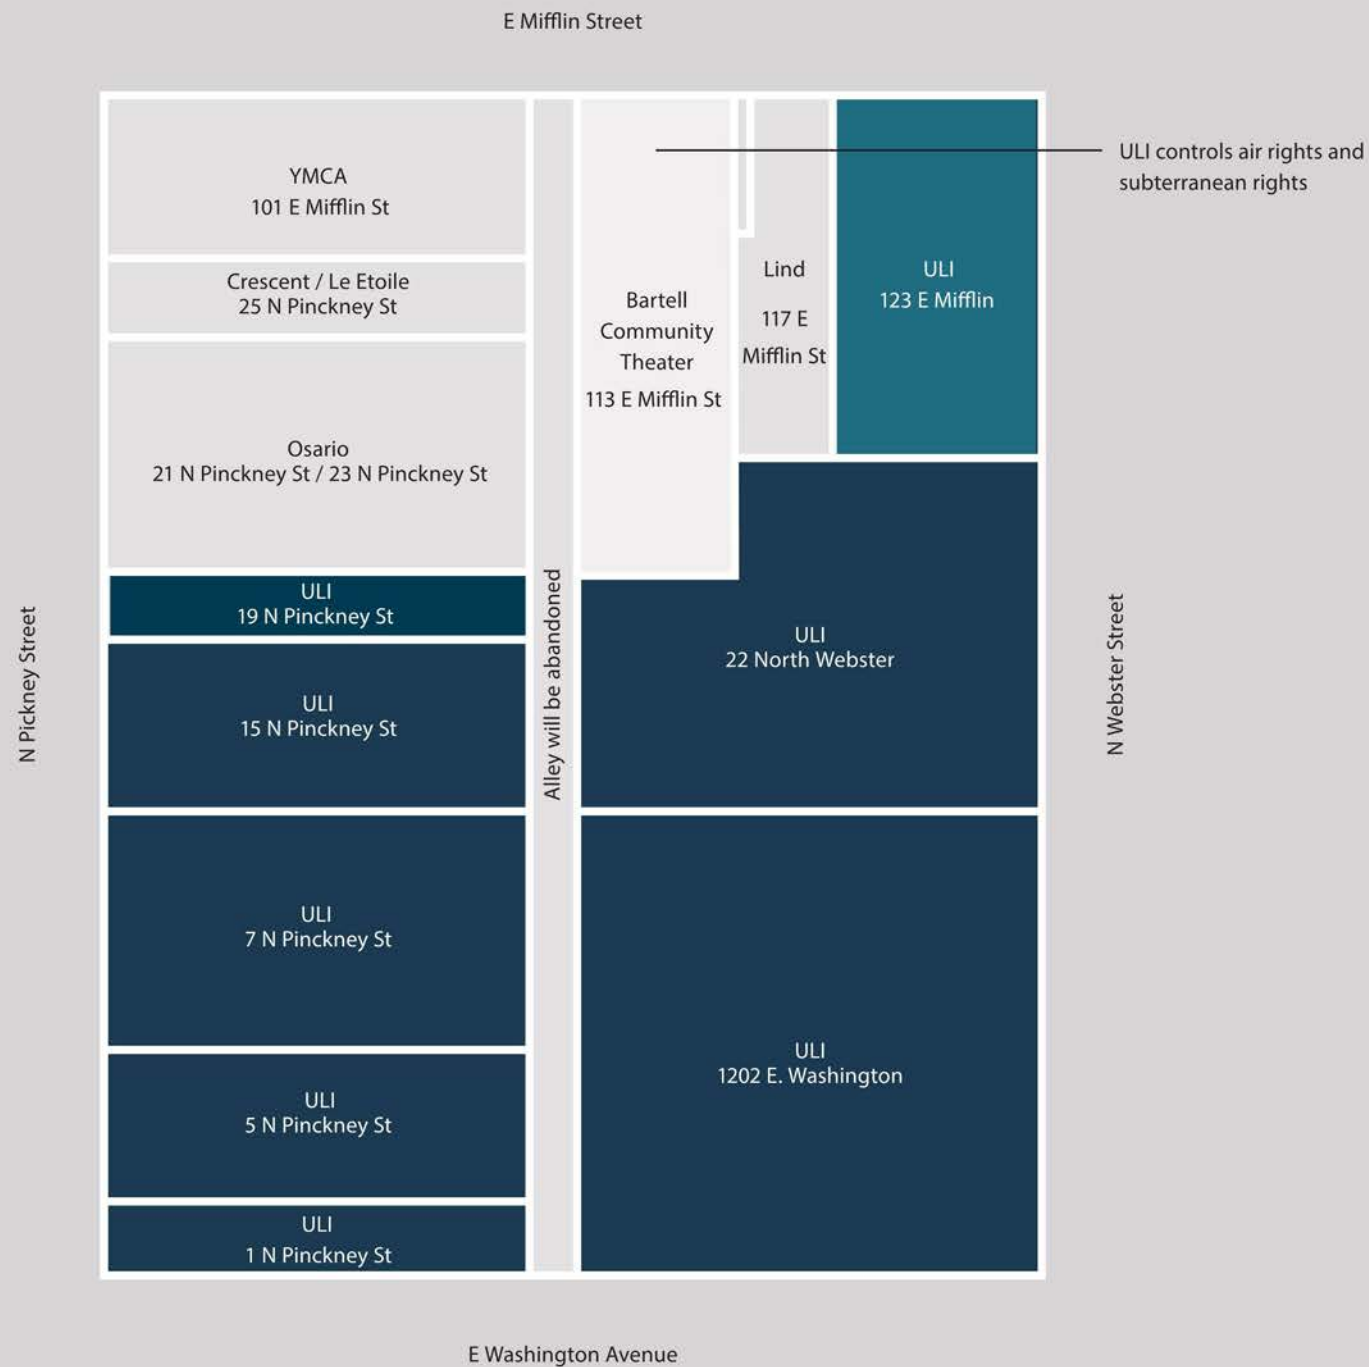 E Mifflin Street
YMCA
101 E Mifflin St
Crescent / Le Etoile
25 N Pinckney St
Osario
21 N Pinckney St / 23 N Pinckney St
ULI
19 N Pinckney St
ULI
15 N Pinckney St
ULI
7 N Pinckney St
ULI
5 N Pinckney St
ULI
1 N Pinckney St
N Pickney Street
Alley will be abandoned
Bartell
Community
Theater
113 E Mifflin St
Lind
117 E
Mifflin St
ULI
123 E Mifflin
ULI controls air rights and
subterranean rights
ULI
22 North Webster
ULI
1202 E. Washington
N Webster Street
E Washington Avenue